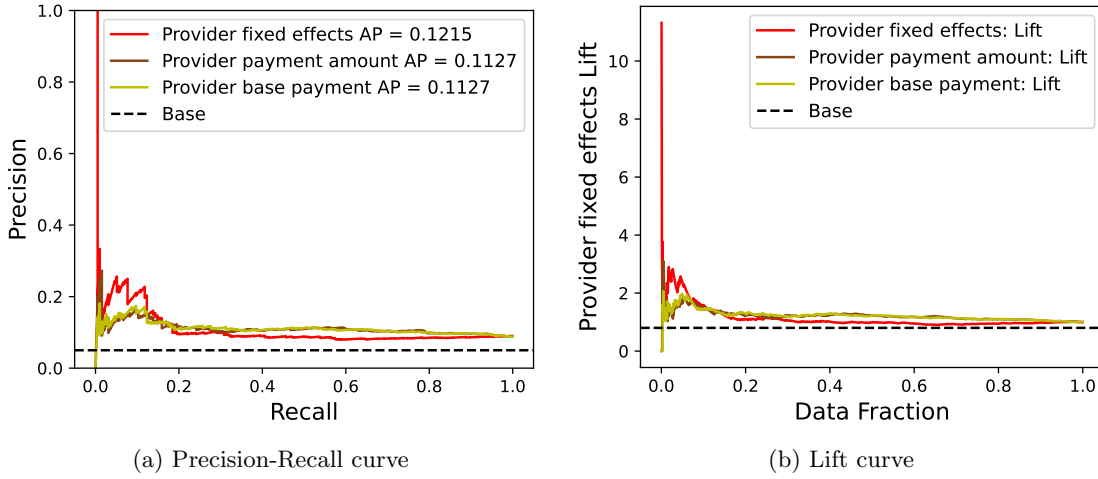 Provider fixed effects AP = 0.1215
Provider payment amount AP = 0.1127
Provider base payment AP = 0.1127
Base
Precision
1.0
0.8
0.6
0.4
0.2
0.0
0.0 0.2 0.4 0.6 0.8 1.0
Recall
(a) Precision-Recall curve
Provider fixed effects: Lift
Provider payment amount: Lift
Provider base payment: Lift
Base
Provider fixed effects Lift
10
8
6
4
2
0
0.0 0.2 0.4 0.6 0.8 1.0
Data Fraction
(b) Lift curve